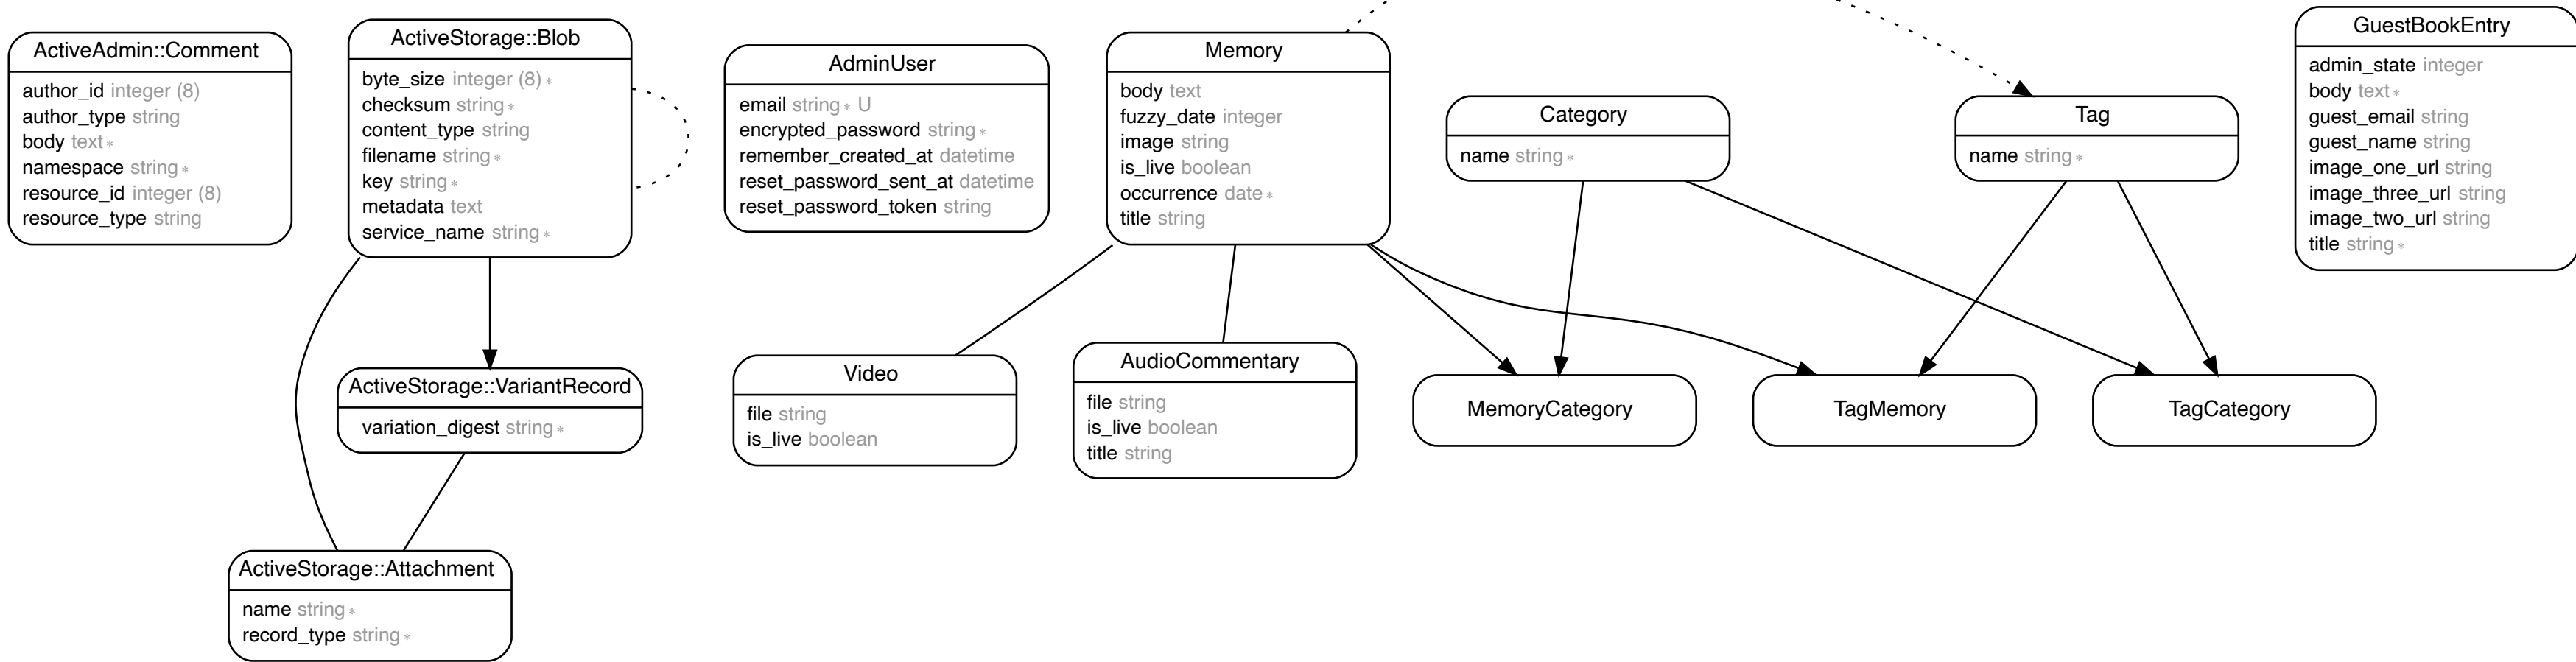 ActiveAdmin::Comment
author_id integer (8)
author_type string
body text *
namespace string *
resource_id integer (8)
resource_type string
ActiveStorage::Blob
byte_size integer (8) *
checksum string *
content_type string
filename string *
key string *
metadata text
service_name string *
AdminUser
email string * U
encrypted_password string *
remember_created_at datetime
reset_password_sent_at datetime
reset_password_token string
Memory
body text
fuzzy_date integer
image string
is_live boolean
occurrence date *
title string
Category
name string *
Tag
name string *
GuestBookEntry
admin_state integer
body text *
guest_email string
guest_name string
image_one_url string
image_three_url string
image_two_url string
title string *
ActiveStorage::VariantRecord
variation_digest string *
Video
file string
is_live boolean
AudioCommentary
file string
is_live boolean
title string
MemoryCategory
TagMemory
TagCategory
ActiveStorage::Attachment
name string *
record_type string *